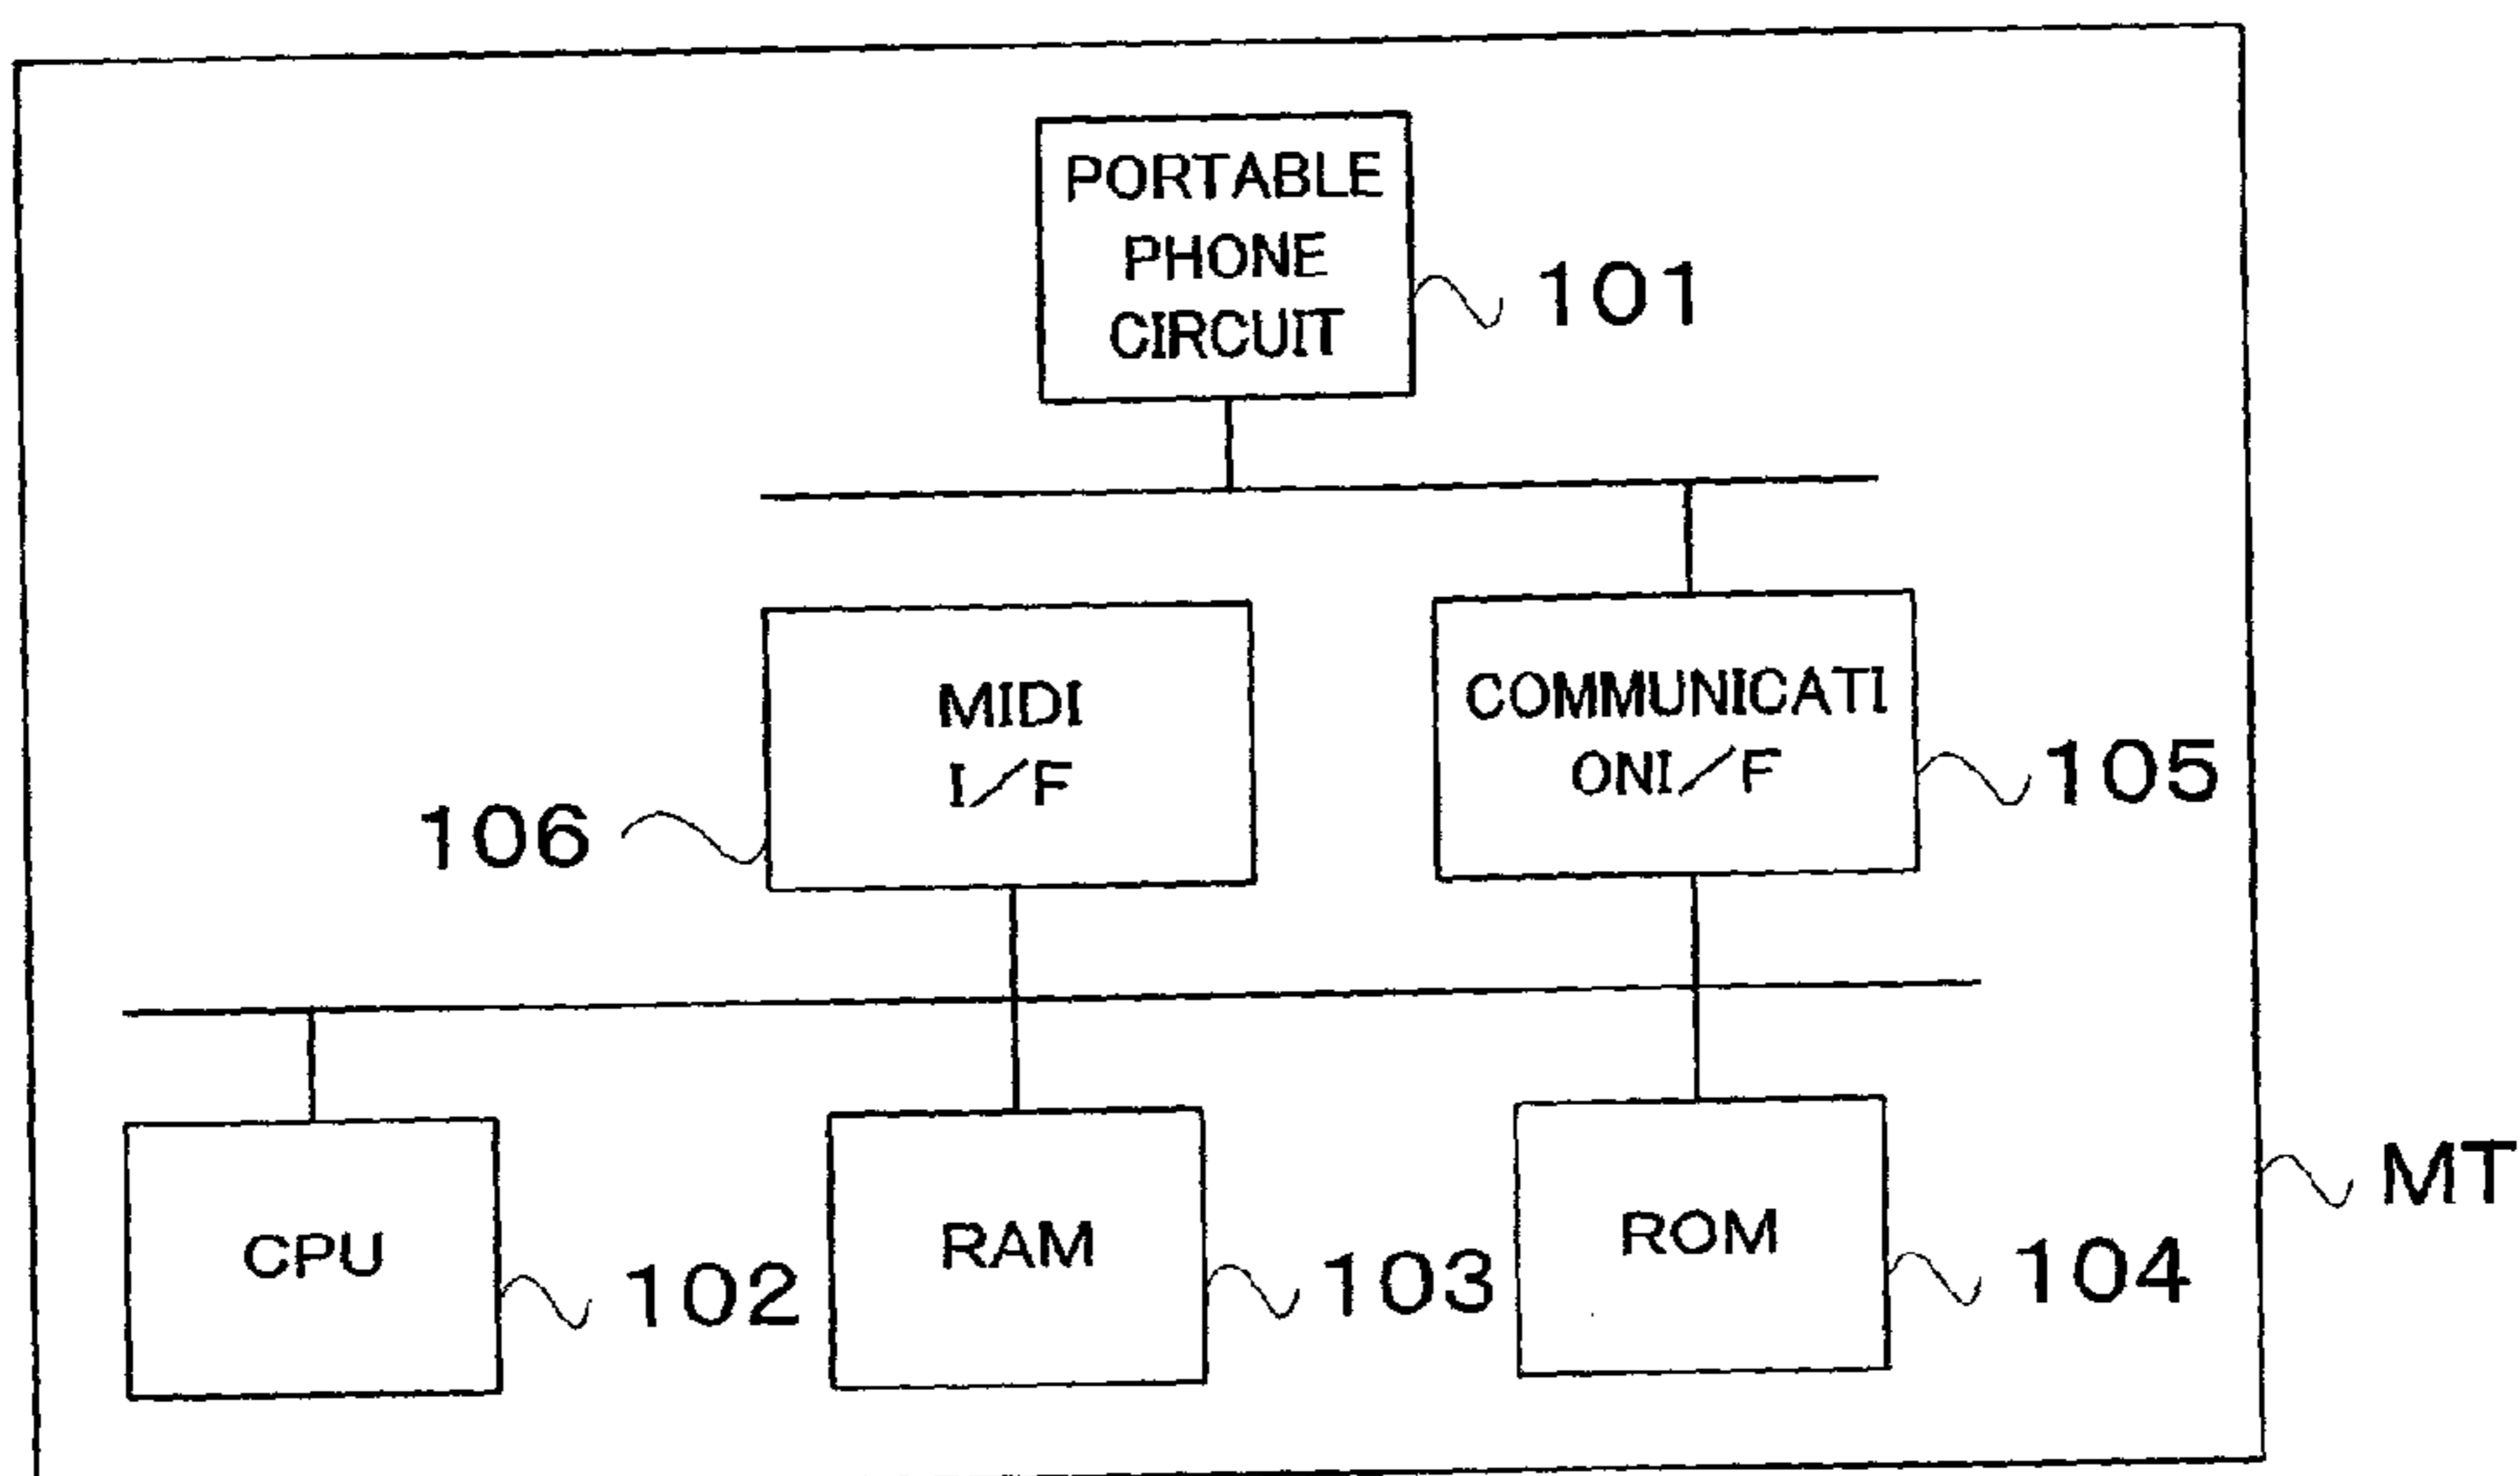 PORTABLE
PHONE
CIRCUIT
101
MIDI
I/F
106
COMMUNICATI
ONI/F
105
CPU
102
RAM
103
ROM
104
MT